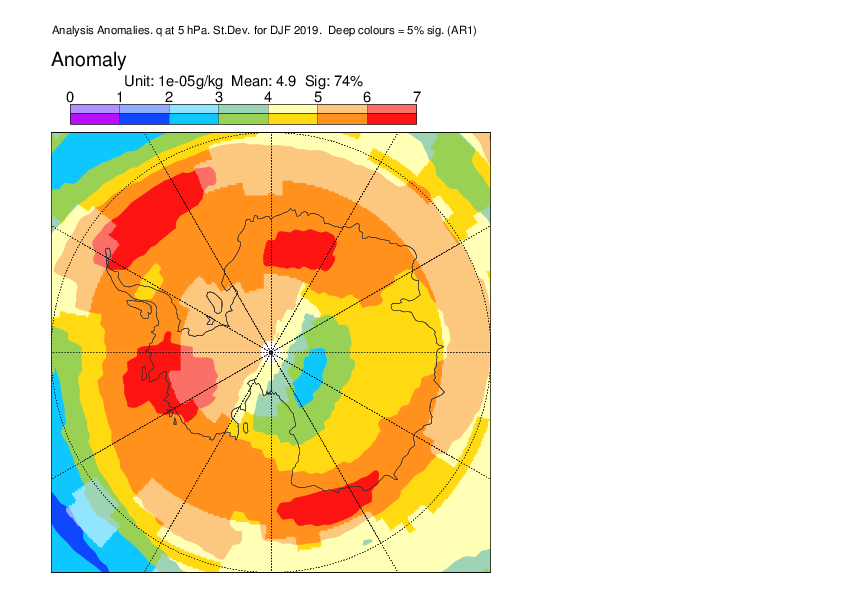 Analysis Anomalies. q at 5 hPa. St.Dev. for DJF 2019.  Deep colours = 5% sig. (AR1)
Anomaly
Unit: 1e-05g/kg  Mean: 4.9  Sig: 74%
0 1 2 3 4 5 6 7